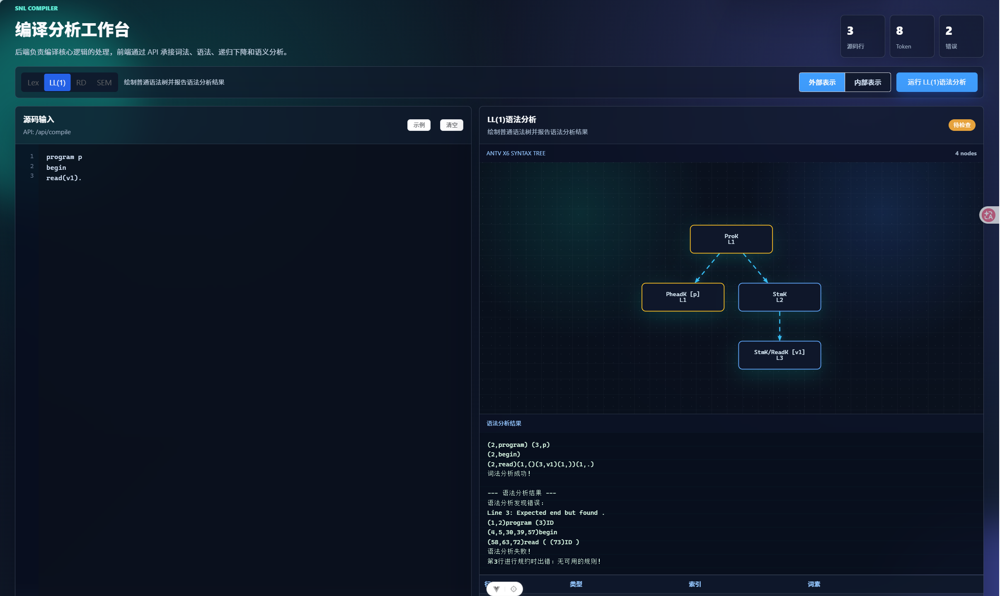 SNL COMPILER
编译分析工作台
后端负责编译核心逻辑的处理，前端通过 API 承接词法、语法、递归下降和语义分析。
3
源码行
8
Token
2
错误
Lex LL(1) RD SEM 绘制普通语法树并报告语法分析结果
外部表示 内部表示 运行 LL(1)语法分析
源码输入
API: /api/compile
示例 清空
1 program p
2 begin
3 read(v1).
LL(1)语法分析
绘制普通语法树并报告语法分析结果
待检查
ANTV X6 SYNTAX TREE
4 nodes
ProK
L1
PheadK [p]
L1
StmK
L2
StmK/ReadK [v1]
L3
语法分析结果
(2,program) (3,p)
(2,begin)
(2,read)(1,()(3,v1)(1,))(1,.)
词法分析成功!
--- 语法分析结果 ---
语法分析发现错误:
Line 3: Expected end but found .
(1,2)program (3)ID
(4,5,30,39,57)begin
(58,63,72)read ( (73)ID )
语法分析失败!
第3行进行规约时出错: 无可用的规则!
行 类型 索引 词素